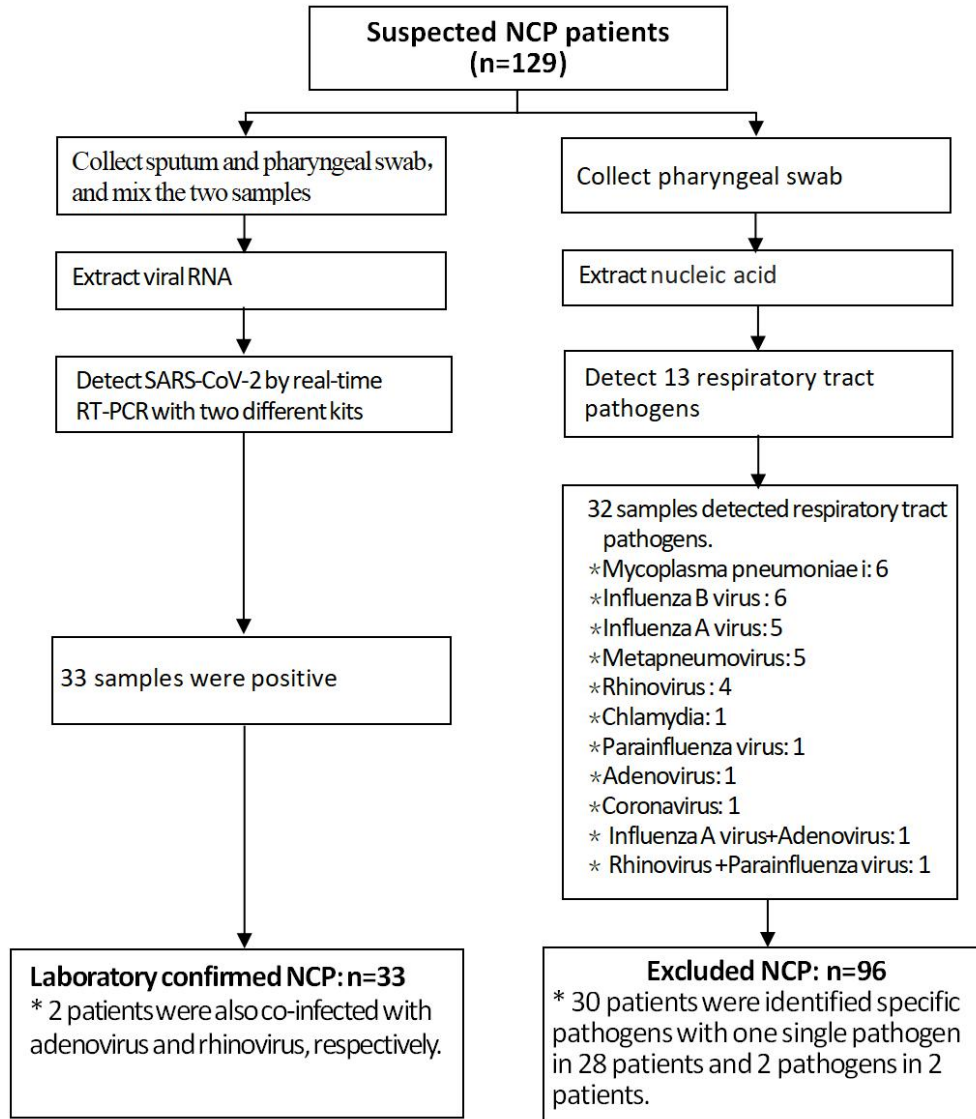 Suspected NCP patients
(n=129)
Collect sputum and pharyngeal swab,
and mix the two samples
Extract viral RNA
Detect SARS-CoV-2 by real-time
RT-PCR with two different kits
33 samples were positive
Laboratory confirmed NCP: n=33
* 2 patients were also co-infected with
adenovirus and rhinovirus, respectively.
Collect pharyngeal swab
Extract nucleic acid
Detect 13 respiratory tract
pathogens
32 samples detected respiratory tract
pathogens.
*Mycoplasma pneumoniae i: 6
*Influenza B virus : 6
*Influenza A virus: 5
*Metapneumovirus: 5
*Rhinovirus : 4
*Chlamydia: 1
*Parainfluenza virus: 1
*Adenovirus: 1
*Coronavirus: 1
* Influenza A virus+Adenovirus: 1
* Rhinovirus +Parainfluenza virus: 1
Excluded NCP: n=96
* 30 patients were identified specific
pathogens with one single pathogen
in 28 patients and 2 pathogens in 2
patients.